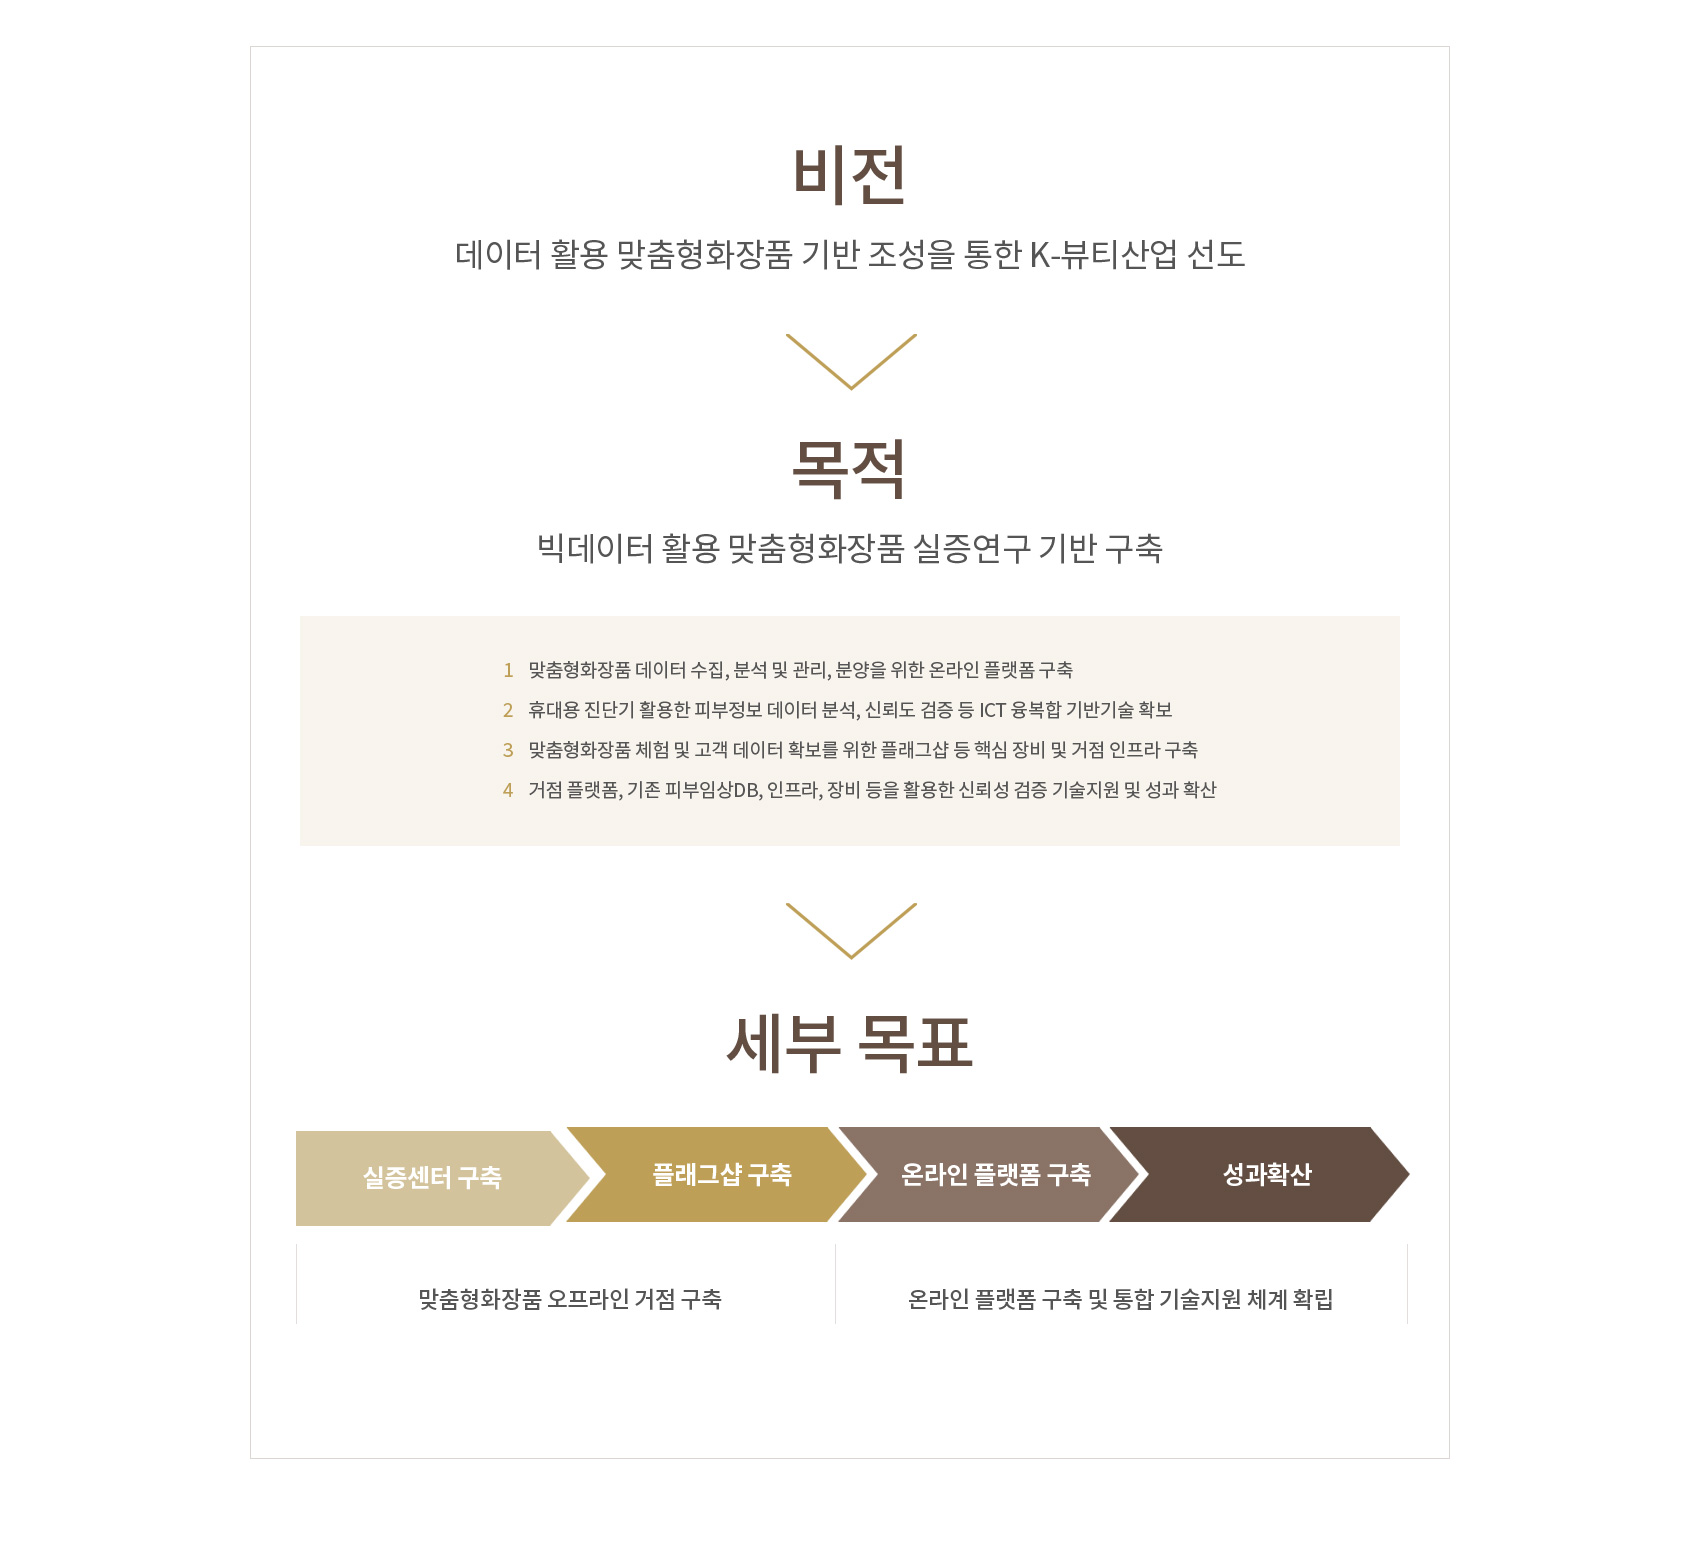 비전
데이터 활용 맞춤형화장품 기반 조성을 통한 K-뷰티산업 선도
목적
빅데이터 활용 맞춤형화장품 실증연구 기반 구축
1 맞춤형화장품 데이터 수집, 분석 및 관리, 분양을 위한 온라인 플랫폼 구축
2 휴대용 진단기 활용한 피부정보 데이터 분석, 신뢰도 검증 등 ICT 융복합 기반기술 확보
3 맞춤형화장품 체험 및 고객 데이터 확보를 위한 플래그샵 등 핵심 장비 및 거점 인프라 구축
4 거점 플랫폼, 기존 피부임상DB, 인프라, 장비 등을 활용한 신뢰성 검증 기술지원 및 성과 확산
세부 목표
실증센터 구축
플래그샵 구축
온라인 플랫폼 구축
성과확산
맞춤형화장품 오프라인 거점 구축
온라인 플랫폼 구축 및 통합 기술지원 체계 확립